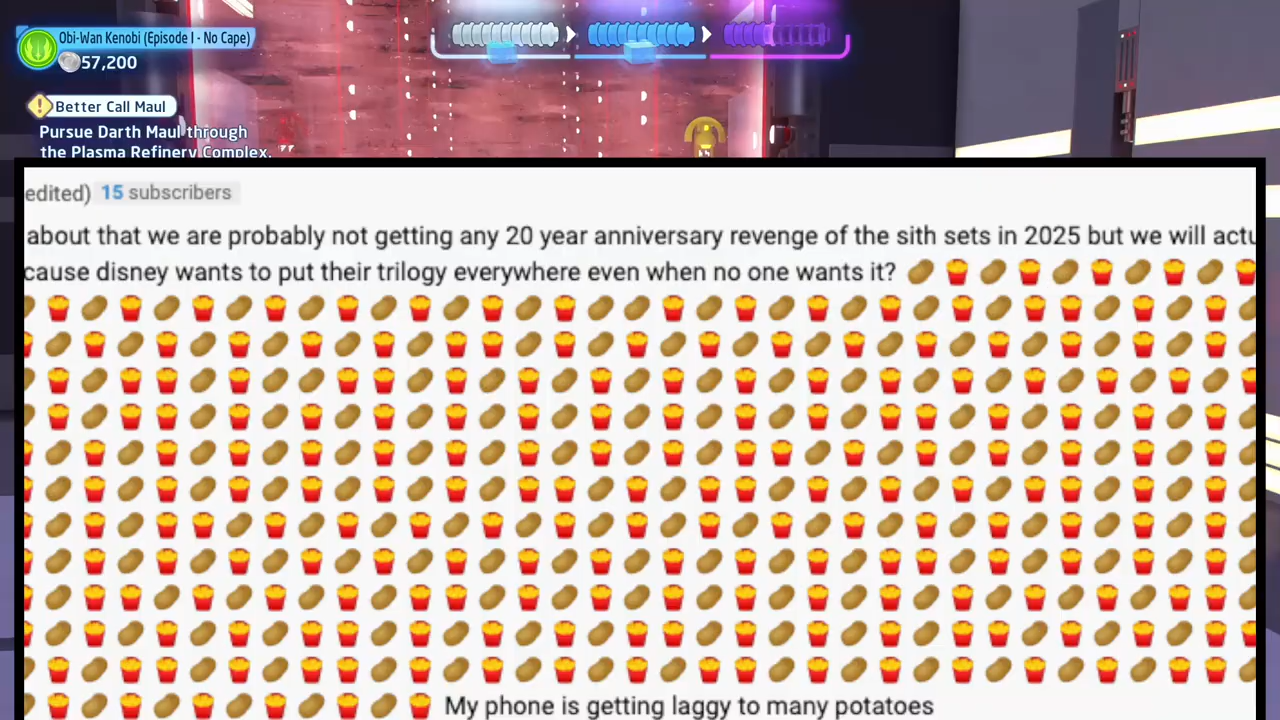 Obi-Wan Kenobi (Episode I - No Cape)
57,200
Better Call Maul
Pursue Darth Maul through
the Plasma Refinery Complex.
edited) 15 subscribers
about that we are probably not getting any 20 year anniversary revenge of the sith sets in 2025 but we will actu
cause disney wants to put their trilogy everywhere even when no one wants it?
My phone is getting laggy to many potatoes